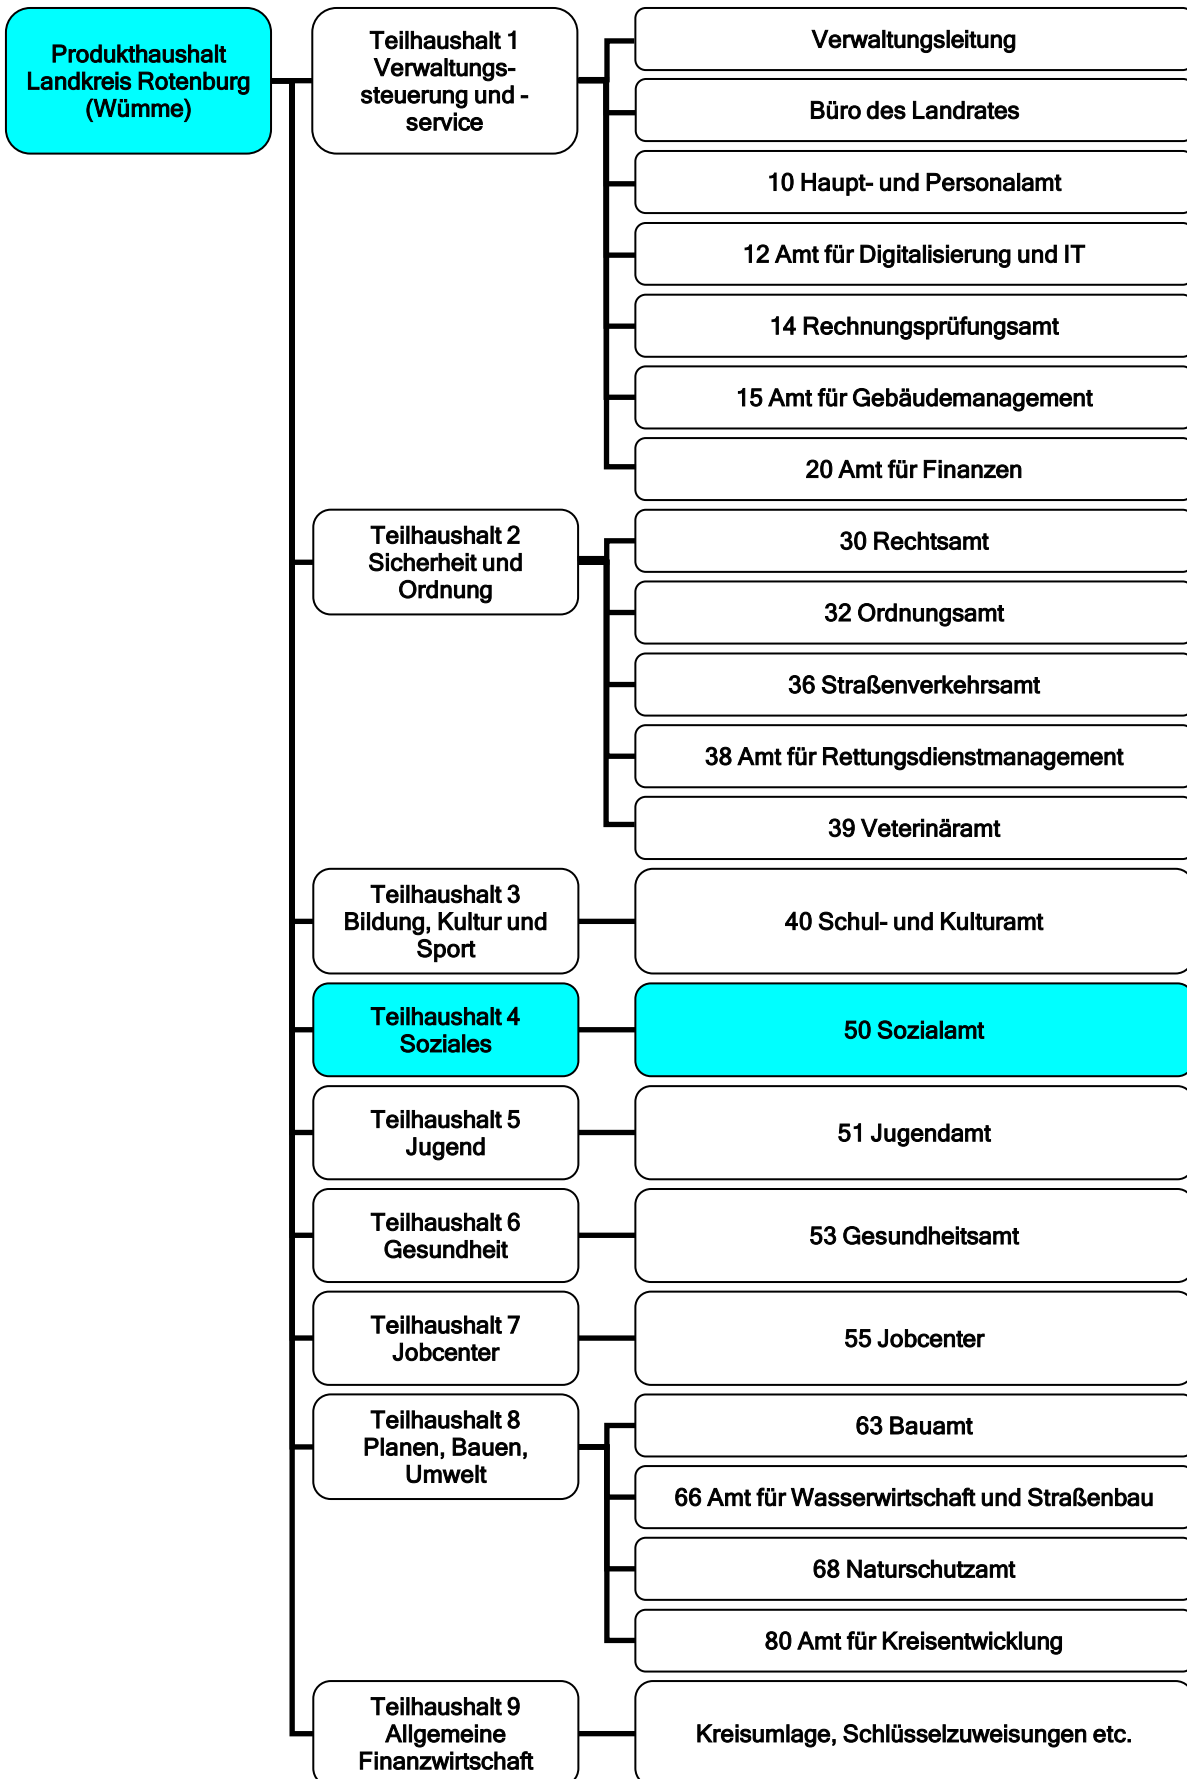 Produkthaushalt
Landkreis Rotenburg
(Wümme)
Teilhaushalt 1
Verwaltungs-
steuerung und -
service
Verwaltungsleitung
Büro des Landrates
10 Haupt- und Personalamt
12 Amt für Digitalisierung und IT
14 Rechnungsprüfungsamt
15 Amt für Gebäudemanagement
20 Amt für Finanzen
Teilhaushalt 2
Sicherheit und
Ordnung
30 Rechtsamt
32 Ordnungsamt
36 Straßenverkehrsamt
38 Amt für Rettungsdienstmanagement
39 Veterinäramt
Teilhaushalt 3
Bildung, Kultur und
Sport
40 Schul- und Kulturamt
Teilhaushalt 4
Soziales
50 Sozialamt
Teilhaushalt 5
Jugend
51 Jugendamt
Teilhaushalt 6
Gesundheit
53 Gesundheitsamt
Teilhaushalt 7
Jobcenter
55 Jobcenter
Teilhaushalt 8
Planen, Bauen,
Umwelt
63 Bauamt
66 Amt für Wasserwirtschaft und Straßenbau
68 Naturschutzamt
80 Amt für Kreisentwicklung
Teilhaushalt 9
Allgemeine
Finanzwirtschaft
Kreisumlage, Schlüsselzuweisungen etc.